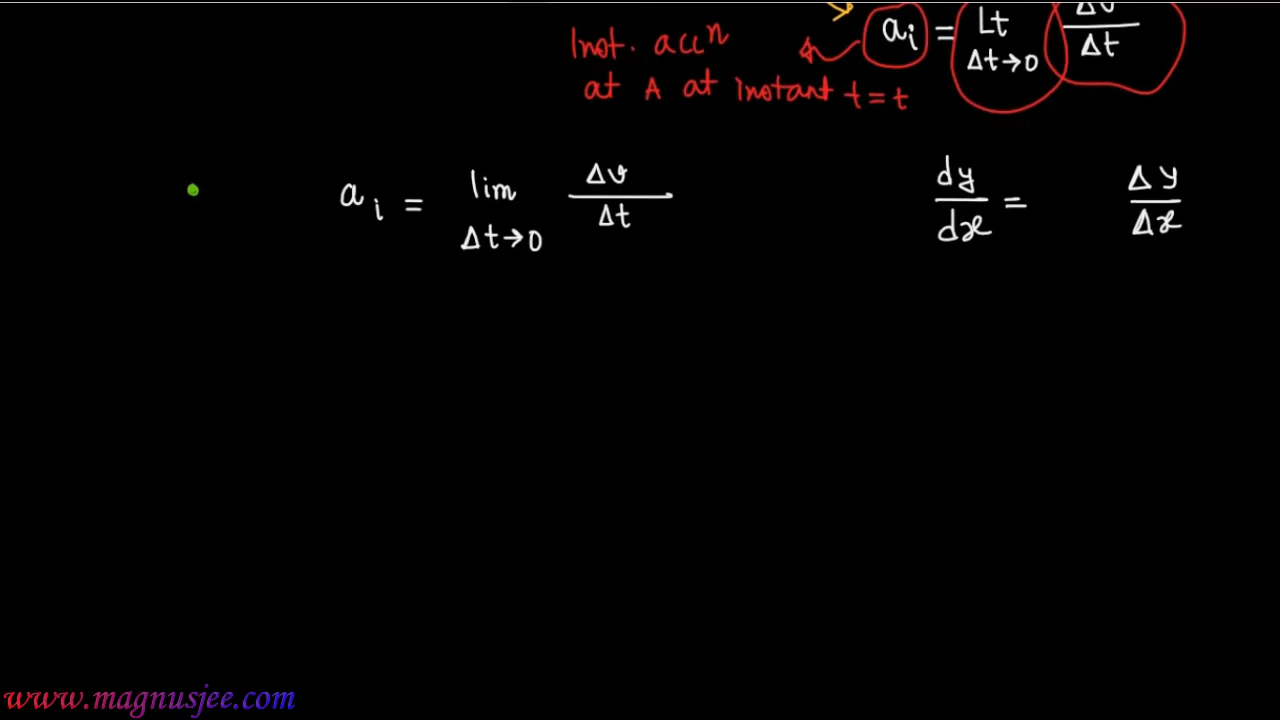 Inst. accⁿ aᵢ = Lt Δt→0 Δv/Δt
at A at instant t = t
aᵢ = lim Δt→0 Δv/Δt
dy/dx = Δy/Δx
www.magnusjee.com